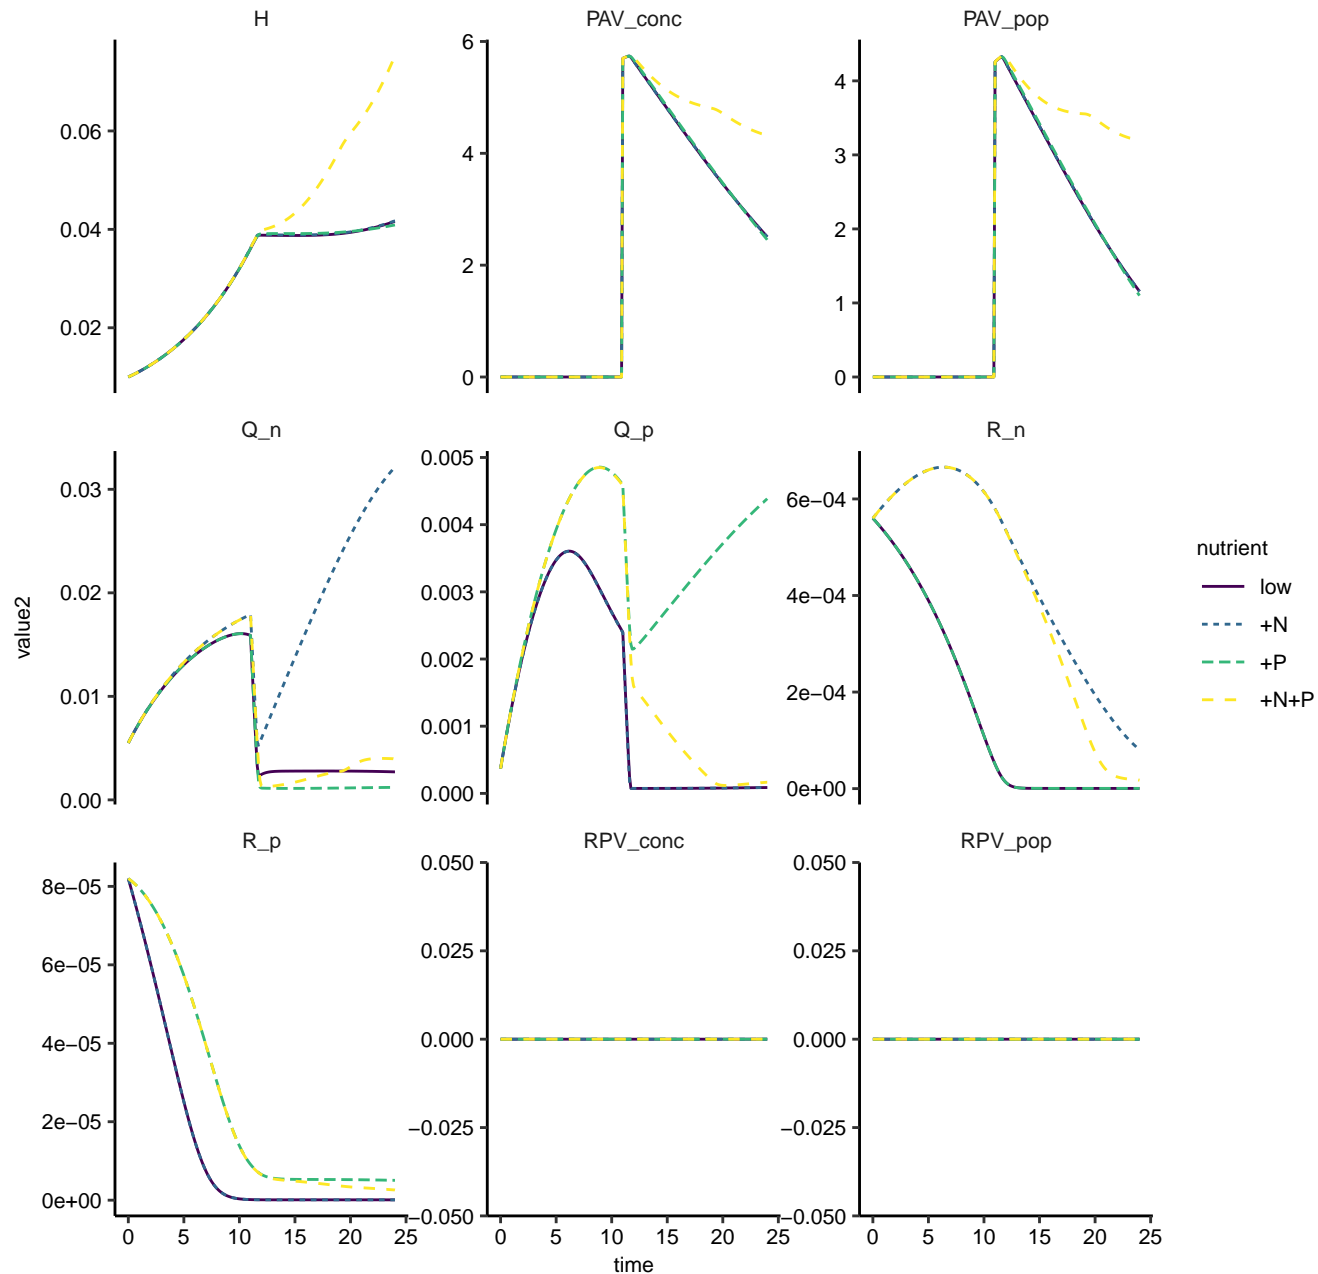 H
PAV_conc
PAV_pop
0.06
0.04
0.02
6
4
2
0
4
3
2
1
0
Q_n
Q_p
R_n
0.03
0.02
0.01
0.00
0.005
0.004
0.003
0.002
0.001
0.000
6e−04
4e−04
2e−04
0e+00
R_p
RPV_conc
RPV_pop
8e−05
6e−05
4e−05
2e−05
0e+00
0.050
0.025
0.000
−0.025
−0.050
0.050
0.025
0.000
−0.025
−0.050
0 5 10 15 20 25
0 5 10 15 20 25
0 5 10 15 20 25
time
value2
nutrient
low
+N
+P
+N+P